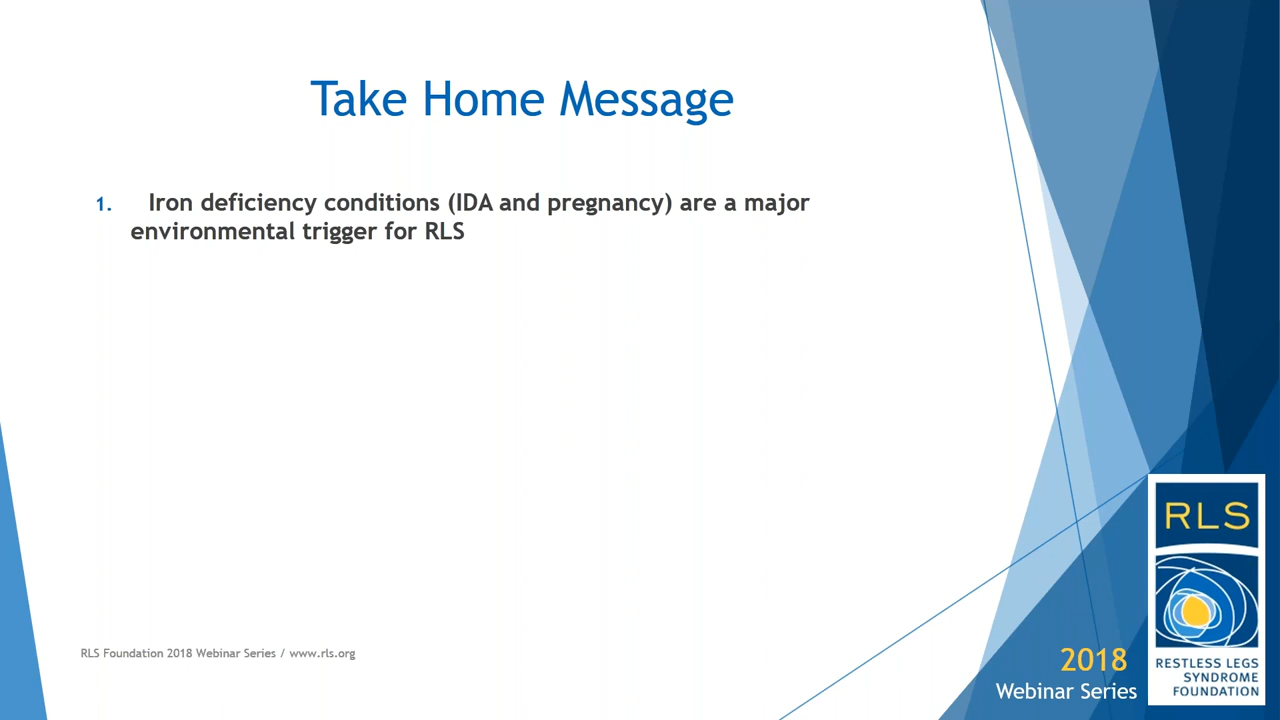 Take Home Message
1. Iron deficiency conditions (IDA and pregnancy) are a major
environmental trigger for RLS
RLS Foundation 2018 Webinar Series / www.rls.org
2018
Webinar Series
RLS
RESTLESS LEGS
SYNDROME
FOUNDATION